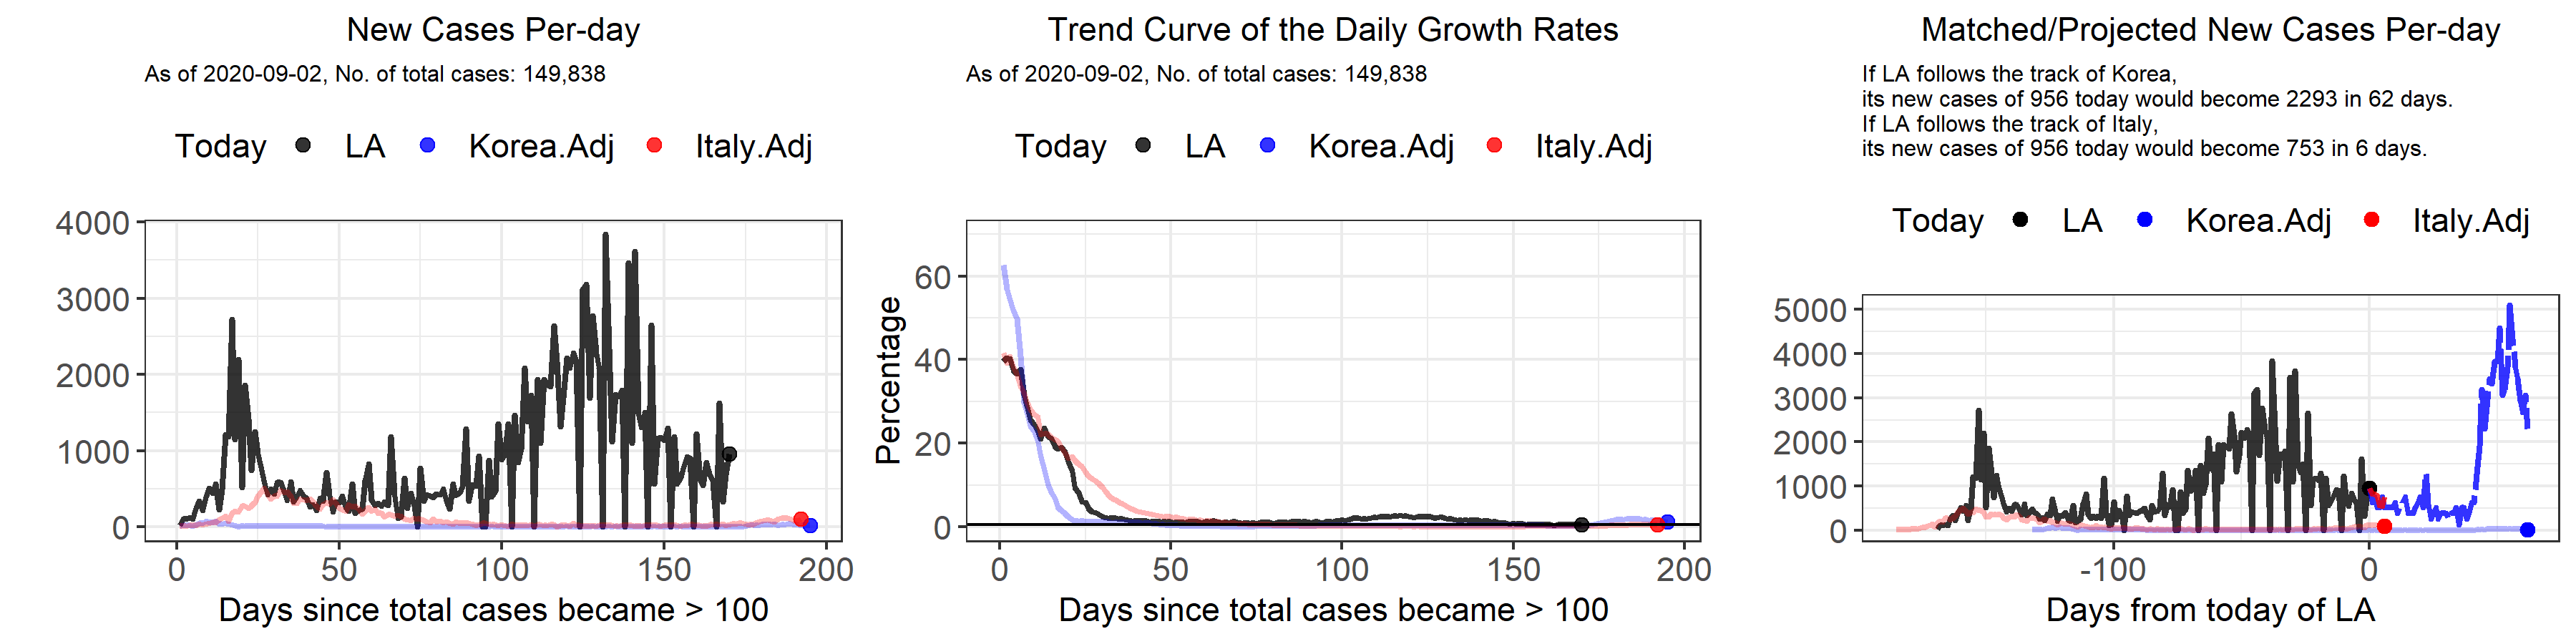 New Cases Per-day
As of 2020-09-02, No. of total cases: 149,838
Today LA Korea.Adj Italy.Adj
4000
3000
2000
1000
0
0 50 100 150 200
Days since total cases became > 100
Trend Curve of the Daily Growth Rates
As of 2020-09-02, No. of total cases: 149,838
Today LA Korea.Adj Italy.Adj
Percentage
60
40
20
0
0 50 100 150 200
Days since total cases became > 100
Matched/Projected New Cases Per-day
If LA follows the track of Korea,
its new cases of 956 today would become 2293 in 62 days.
If LA follows the track of Italy,
its new cases of 956 today would become 753 in 6 days.
Today LA Korea.Adj Italy.Adj
5000
4000
3000
2000
1000
0
-100 0
Days from today of LA